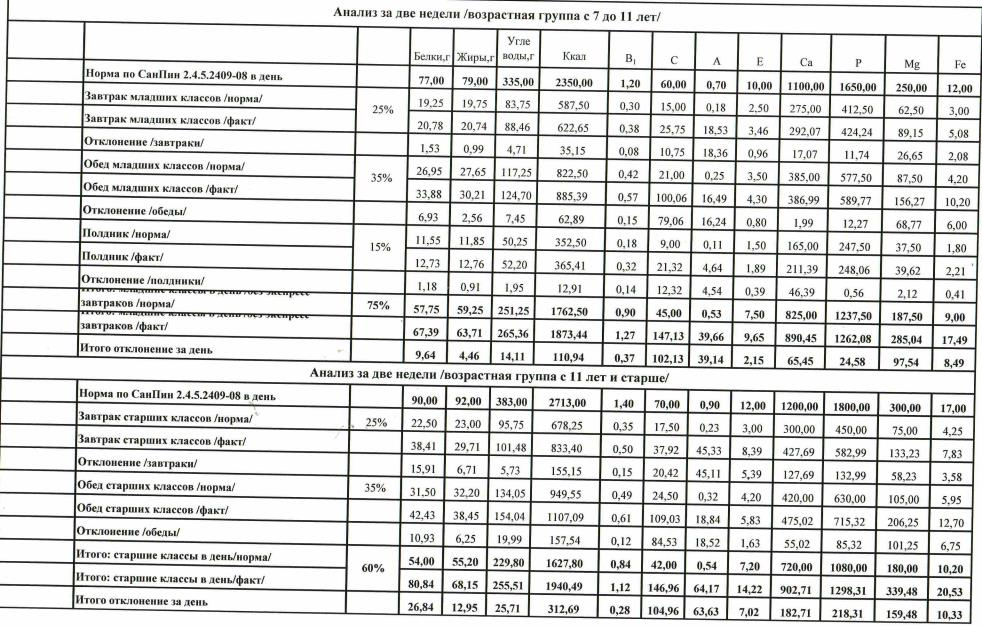 Анализ за две недели /возрастная группа с 7 до 11 лет/
Белки,г Жиры,г Угле воды,г Ккал B1 C A E Ca P Mg Fe
Норма по СанПин 2.4.5.2409-08 в день 77,00 79,00 335,00 2350,00 1,20 60,00 0,70 10,00 1100,00 1650,00 250,00 12,00
Завтрак младших классов /норма/ 25% 19,25 19,75 83,75 587,50 0,30 15,00 0,18 2,50 275,00 412,50 62,50 3,00
Завтрак младших классов /факт/ 20,78 20,74 88,46 622,65 0,38 25,75 18,53 3,46 292,07 424,24 89,15 5,08
Отклонение /завтраки/ 1,53 0,99 4,71 35,15 0,08 10,75 18,36 0,96 17,07 11,74 26,65 2,08
Обед младших классов /норма/ 35% 26,95 27,65 117,25 822,50 0,42 21,00 0,25 3,50 385,00 577,50 87,50 4,20
Обед младших классов /факт/ 33,88 30,21 124,70 885,39 0,57 100,06 16,49 4,30 386,99 589,77 156,27 10,20
Отклонение /обеды/ 6,93 2,56 7,45 62,89 0,15 79,06 16,24 0,80 1,99 12,27 68,77 6,00
Полдник /норма/ 15% 11,55 11,85 50,25 352,50 0,18 9,00 0,11 1,50 165,00 247,50 37,50 1,80
Полдник /факт/ 12,73 12,76 52,20 365,41 0,32 21,32 4,64 1,89 211,39 248,06 39,62 2,21
Отклонение /полдники/ 1,18 0,91 1,95 12,91 0,14 12,32 4,54 0,39 46,39 0,56 2,12 0,41
завтраков /норма/ 75% 57,75 59,25 251,25 1762,50 0,90 45,00 0,53 7,50 825,00 1237,50 187,50 9,00
завтраков /факт/ 67,39 63,71 265,36 1873,44 1,27 147,13 39,66 9,65 890,45 1262,08 285,04 17,49
Итого отклонение за день 9,64 4,46 14,11 110,94 0,37 102,13 39,14 2,15 65,45 24,58 97,54 8,49
Анализ за две недели /возрастная группа с 11 лет и старше/
Норма по СанПин 2.4.5.2409-08 в день 90,00 92,00 383,00 2713,00 1,40 70,00 0,90 12,00 1200,00 1800,00 300,00 17,00
Завтрак старших классов /норма/ 25% 22,50 23,00 95,75 678,25 0,35 17,50 0,23 3,00 300,00 450,00 75,00 4,25
Завтрак старших классов /факт/ 38,41 29,71 101,48 833,40 0,50 37,92 45,33 8,39 427,69 582,99 133,23 7,83
Отклонение /завтраки/ 15,91 6,71 5,73 155,15 0,15 20,42 45,11 5,39 127,69 132,99 58,23 3,58
Обед старших классов /норма/ 35% 31,50 32,20 134,05 949,55 0,49 24,50 0,32 4,20 420,00 630,00 105,00 5,95
Обед старших классов /факт/ 42,43 38,45 154,04 1107,09 0,61 109,03 18,84 5,83 475,02 715,32 206,25 12,70
Отклонение /обеды/ 10,93 6,25 19,99 157,54 0,12 84,53 18,52 1,63 55,02 85,32 101,25 6,75
Итого: старшие классы в день/норма/ 60% 54,00 55,20 229,80 1627,80 0,84 42,00 0,54 7,20 720,00 1080,00 180,00 10,20
Итого: старшие классы в день/факт/ 80,84 68,15 255,51 1940,49 1,12 146,96 64,17 14,22 902,71 1298,31 339,48 20,53
Итого отклонение за день 26,84 12,95 25,71 312,69 0,28 104,96 63,63 7,02 182,71 218,31 159,48 10,33